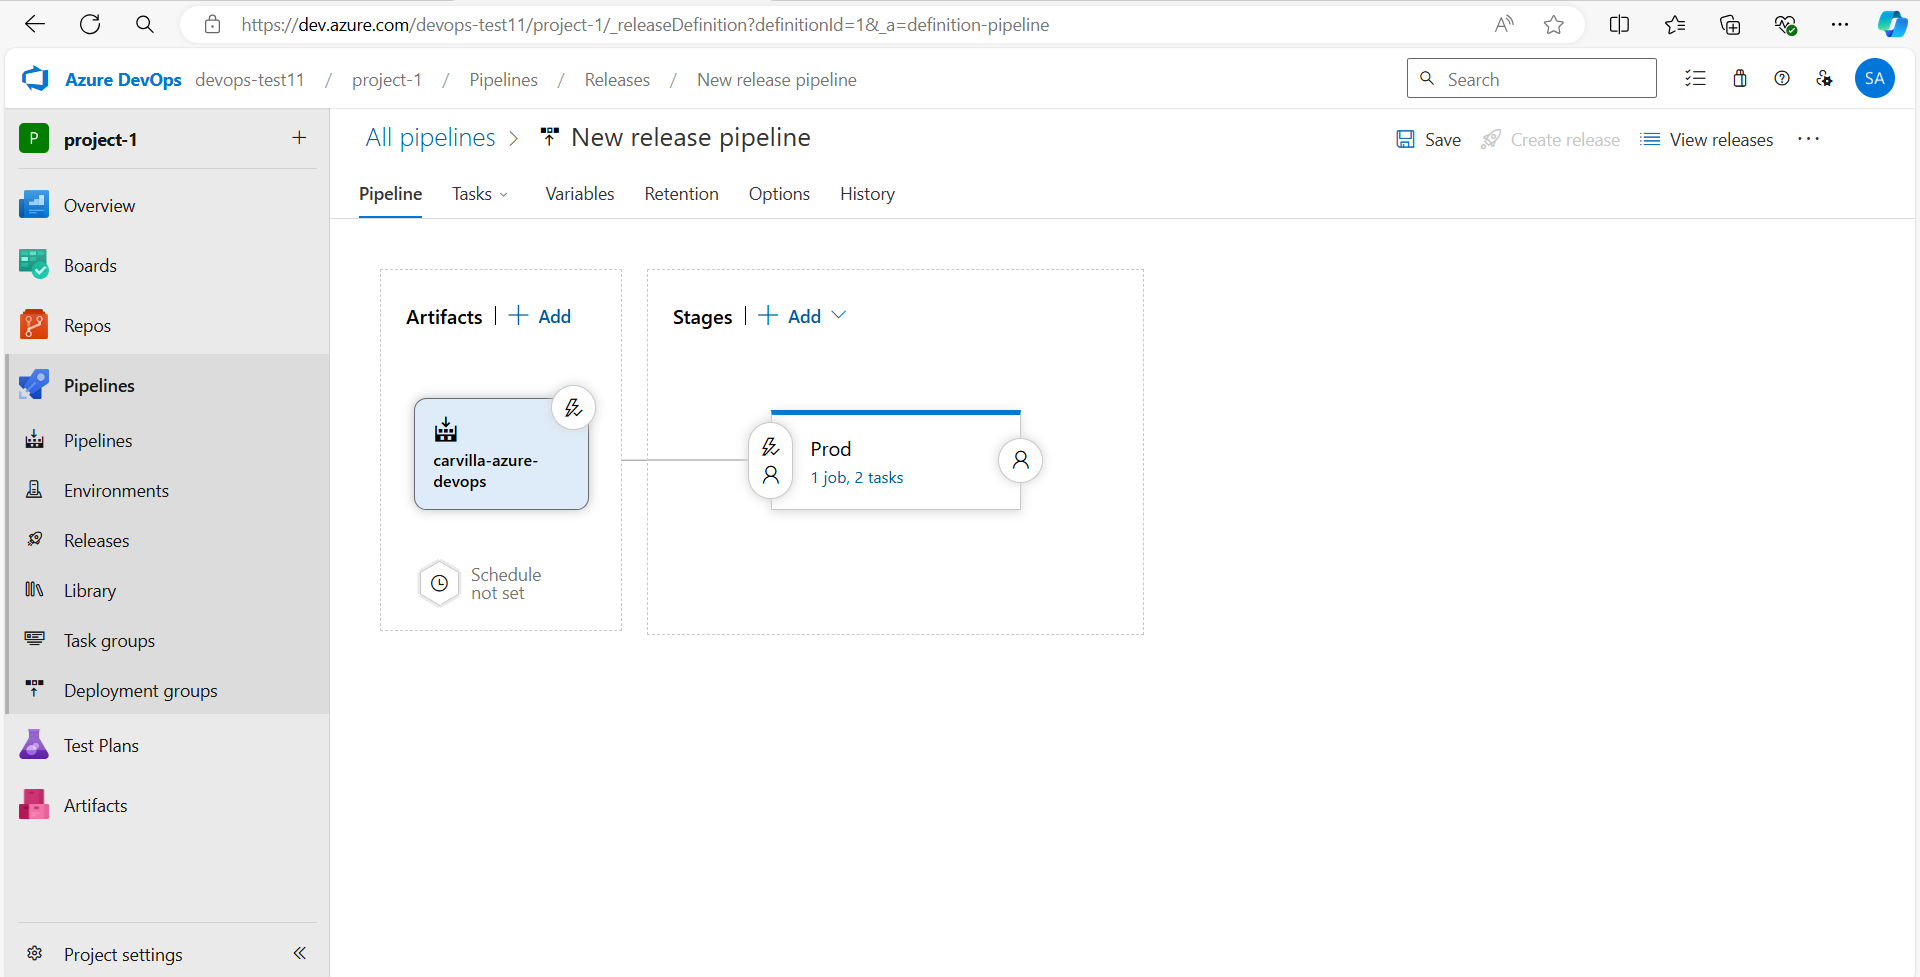 https://dev.azure.com/devops-test11/project-1/_releaseDefinition?definitionId=1&_a=definition-pipeline
Azure DevOps devops-test11 / project-1 / Pipelines / Releases / New release pipeline
Search
SA
P project-1
Overview
Boards
Repos
Pipelines
Pipelines
Environments
Releases
Library
Task groups
Deployment groups
Test Plans
Artifacts
Project settings
All pipelines > New release pipeline
Save
Create release
View releases
Pipeline
Tasks
Variables
Retention
Options
History
Artifacts | + Add
carvilla-azure-
devops
Schedule
not set
Stages | + Add
Prod
1 job, 2 tasks